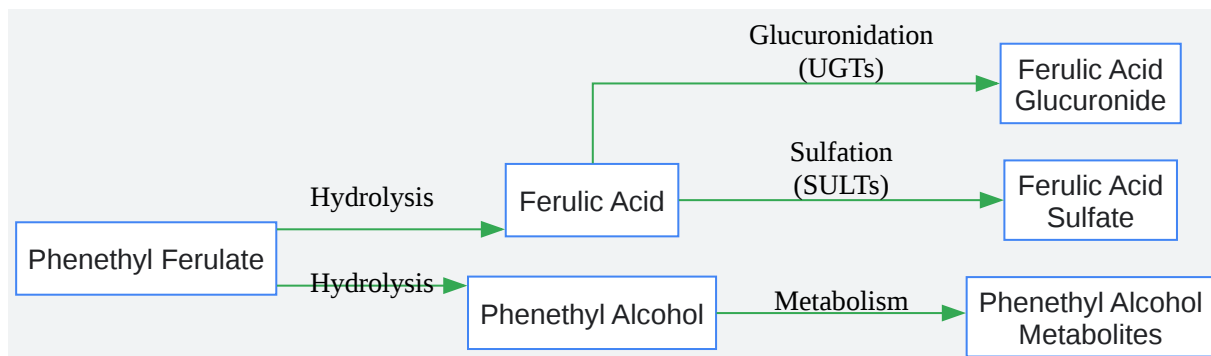 Glucuronidation
(UGTs)
Ferulic Acid
Glucuronide
Sulfation
(SULTs)
Ferulic Acid
Sulfate
Hydrolysis
Ferulic Acid
Phenethyl Ferulate
Hydrolysis
Phenethyl Alcohol
Metabolism
Phenethyl Alcohol
Metabolites